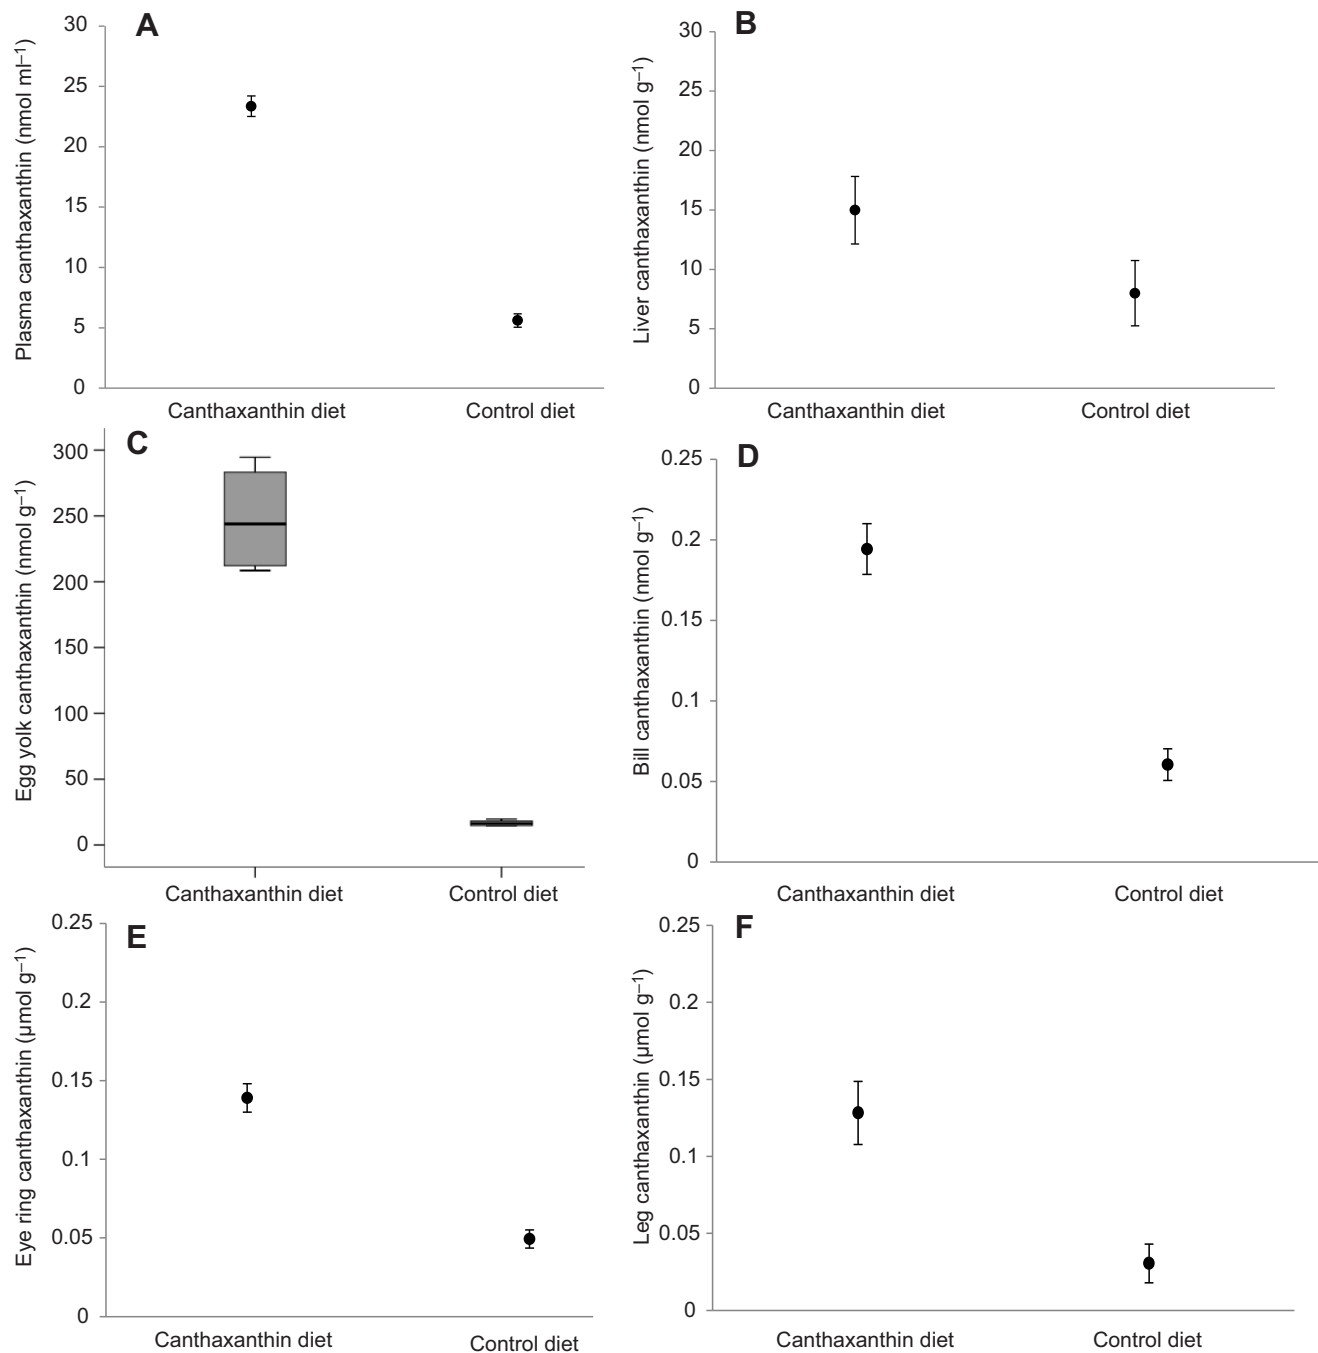 A
Plasma canthaxanthin (nmol ml⁻¹)
30
25
20
15
10
5
0
Canthaxanthin diet
Control diet
B
Liver canthaxanthin (nmol g⁻¹)
30
25
20
15
10
5
0
Canthaxanthin diet
Control diet
C
Egg yolk canthaxanthin (nmol g⁻¹)
300
250
200
150
100
50
0
Canthaxanthin diet
Control diet
D
Bill canthaxanthin (nmol g⁻¹)
0.25
0.2
0.15
0.1
0.05
0
Canthaxanthin diet
Control diet
E
Eye ring canthaxanthin (µmol g⁻¹)
0.25
0.2
0.15
0.1
0.05
0
Canthaxanthin diet
Control diet
F
Leg canthaxanthin (µmol g⁻¹)
0.25
0.2
0.15
0.1
0.05
0
Canthaxanthin diet
Control diet